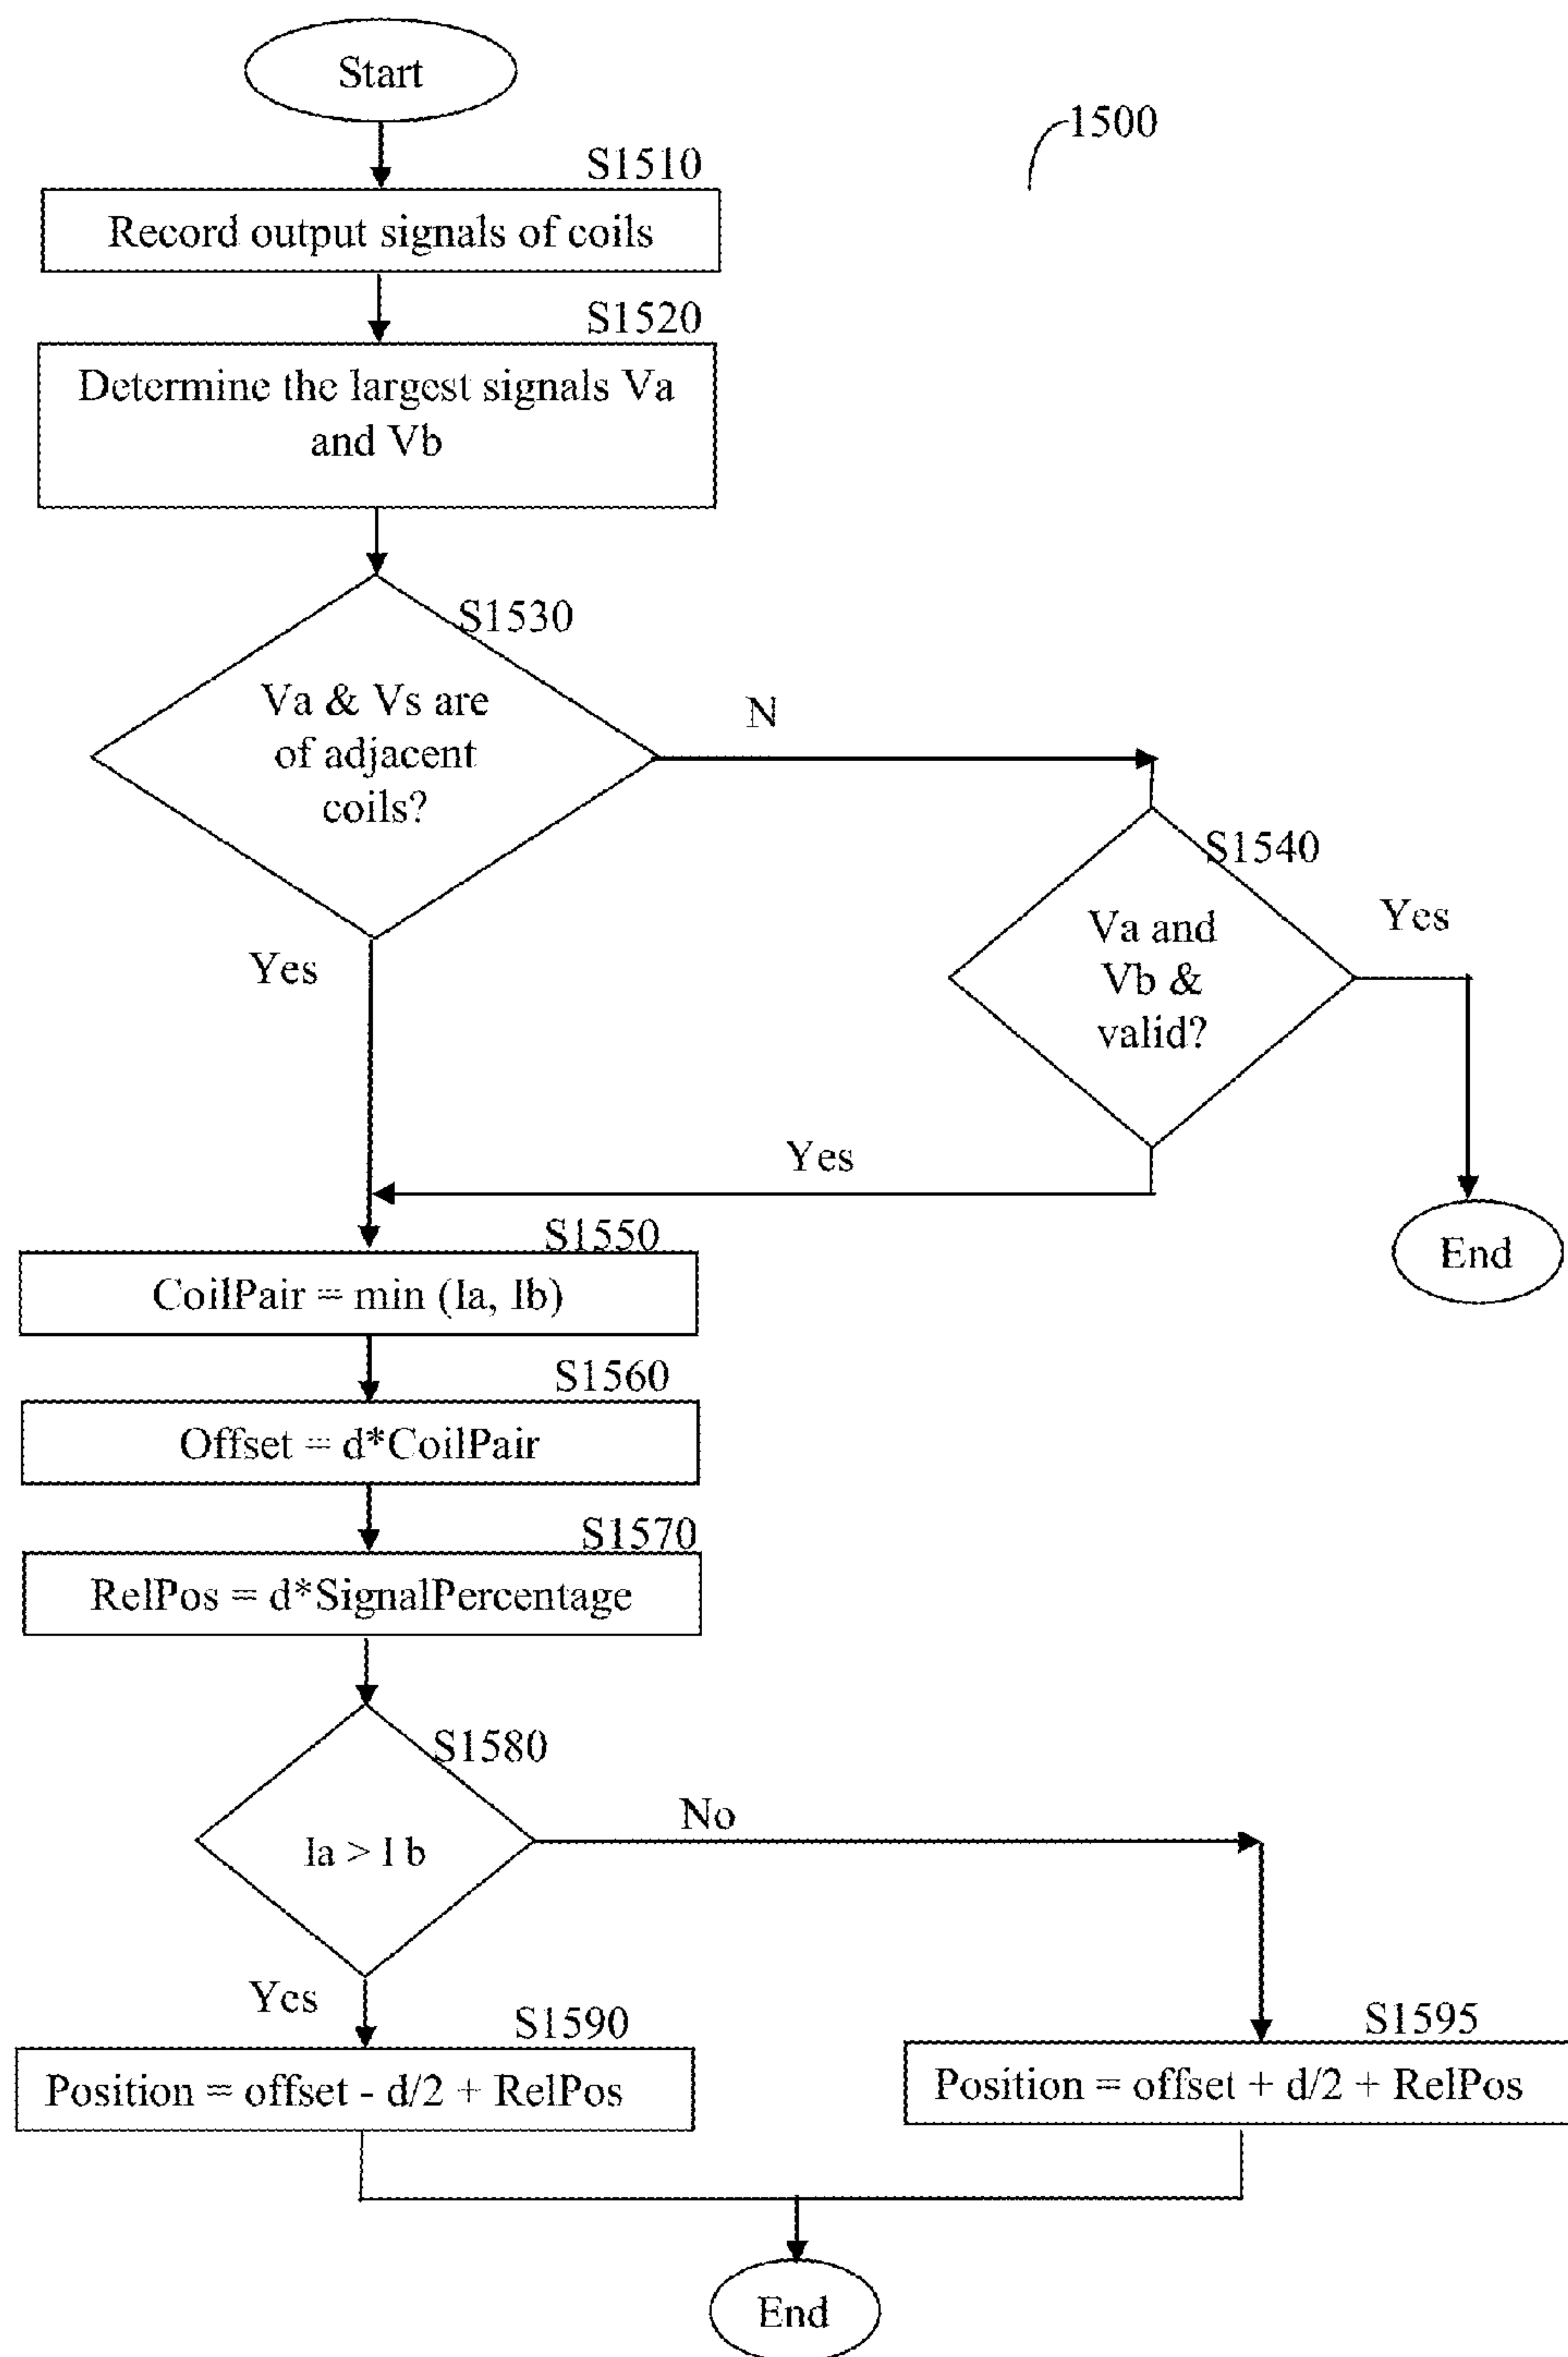 Start
1500
S1510
Record output signals of coils
S1520
Determine the largest signals Va
and Vb
S1530
Va & Vs are
of adjacent
coils?
N
S1540
Va and
Vb &
valid?
Yes
Yes
Yes
End
S1550
CoilPair = min (Ia, Ib)
S1560
Offset = d*CoilPair
S1570
RelPos = d*SignalPercentage
S1580
Ia > I b
No
Yes
S1590
Position = offset - d/2 + RelPos
S1595
Position = offset + d/2 + RelPos
End